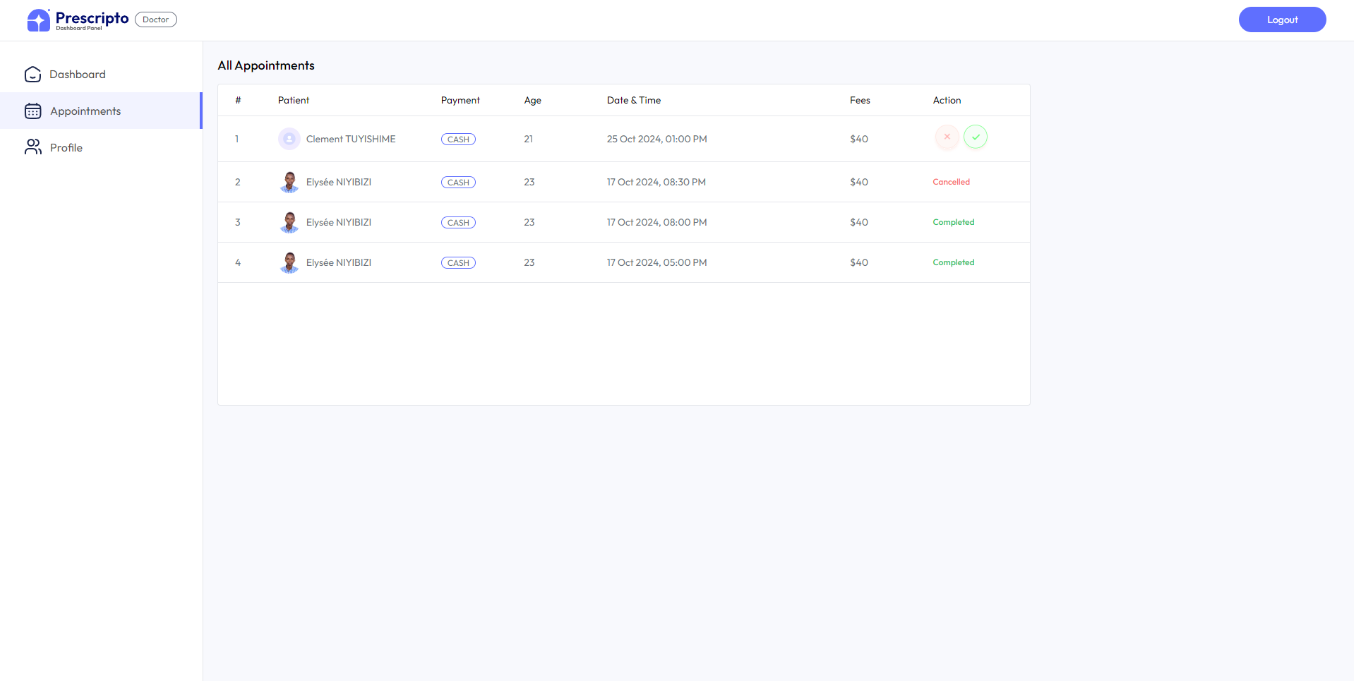 Prescripto Doctor
Dashboard Panel
Logout
Dashboard
Appointments
Profile
All Appointments
# Patient Payment Age Date & Time Fees Action
1 Clement TUYISHIME CASH 21 25 Oct 2024, 01:00 PM $40
2 Elysée NIYIBIZI CASH 23 17 Oct 2024, 08:30 PM $40 Cancelled
3 Elysée NIYIBIZI CASH 23 17 Oct 2024, 08:00 PM $40 Completed
4 Elysée NIYIBIZI CASH 23 17 Oct 2024, 05:00 PM $40 Completed